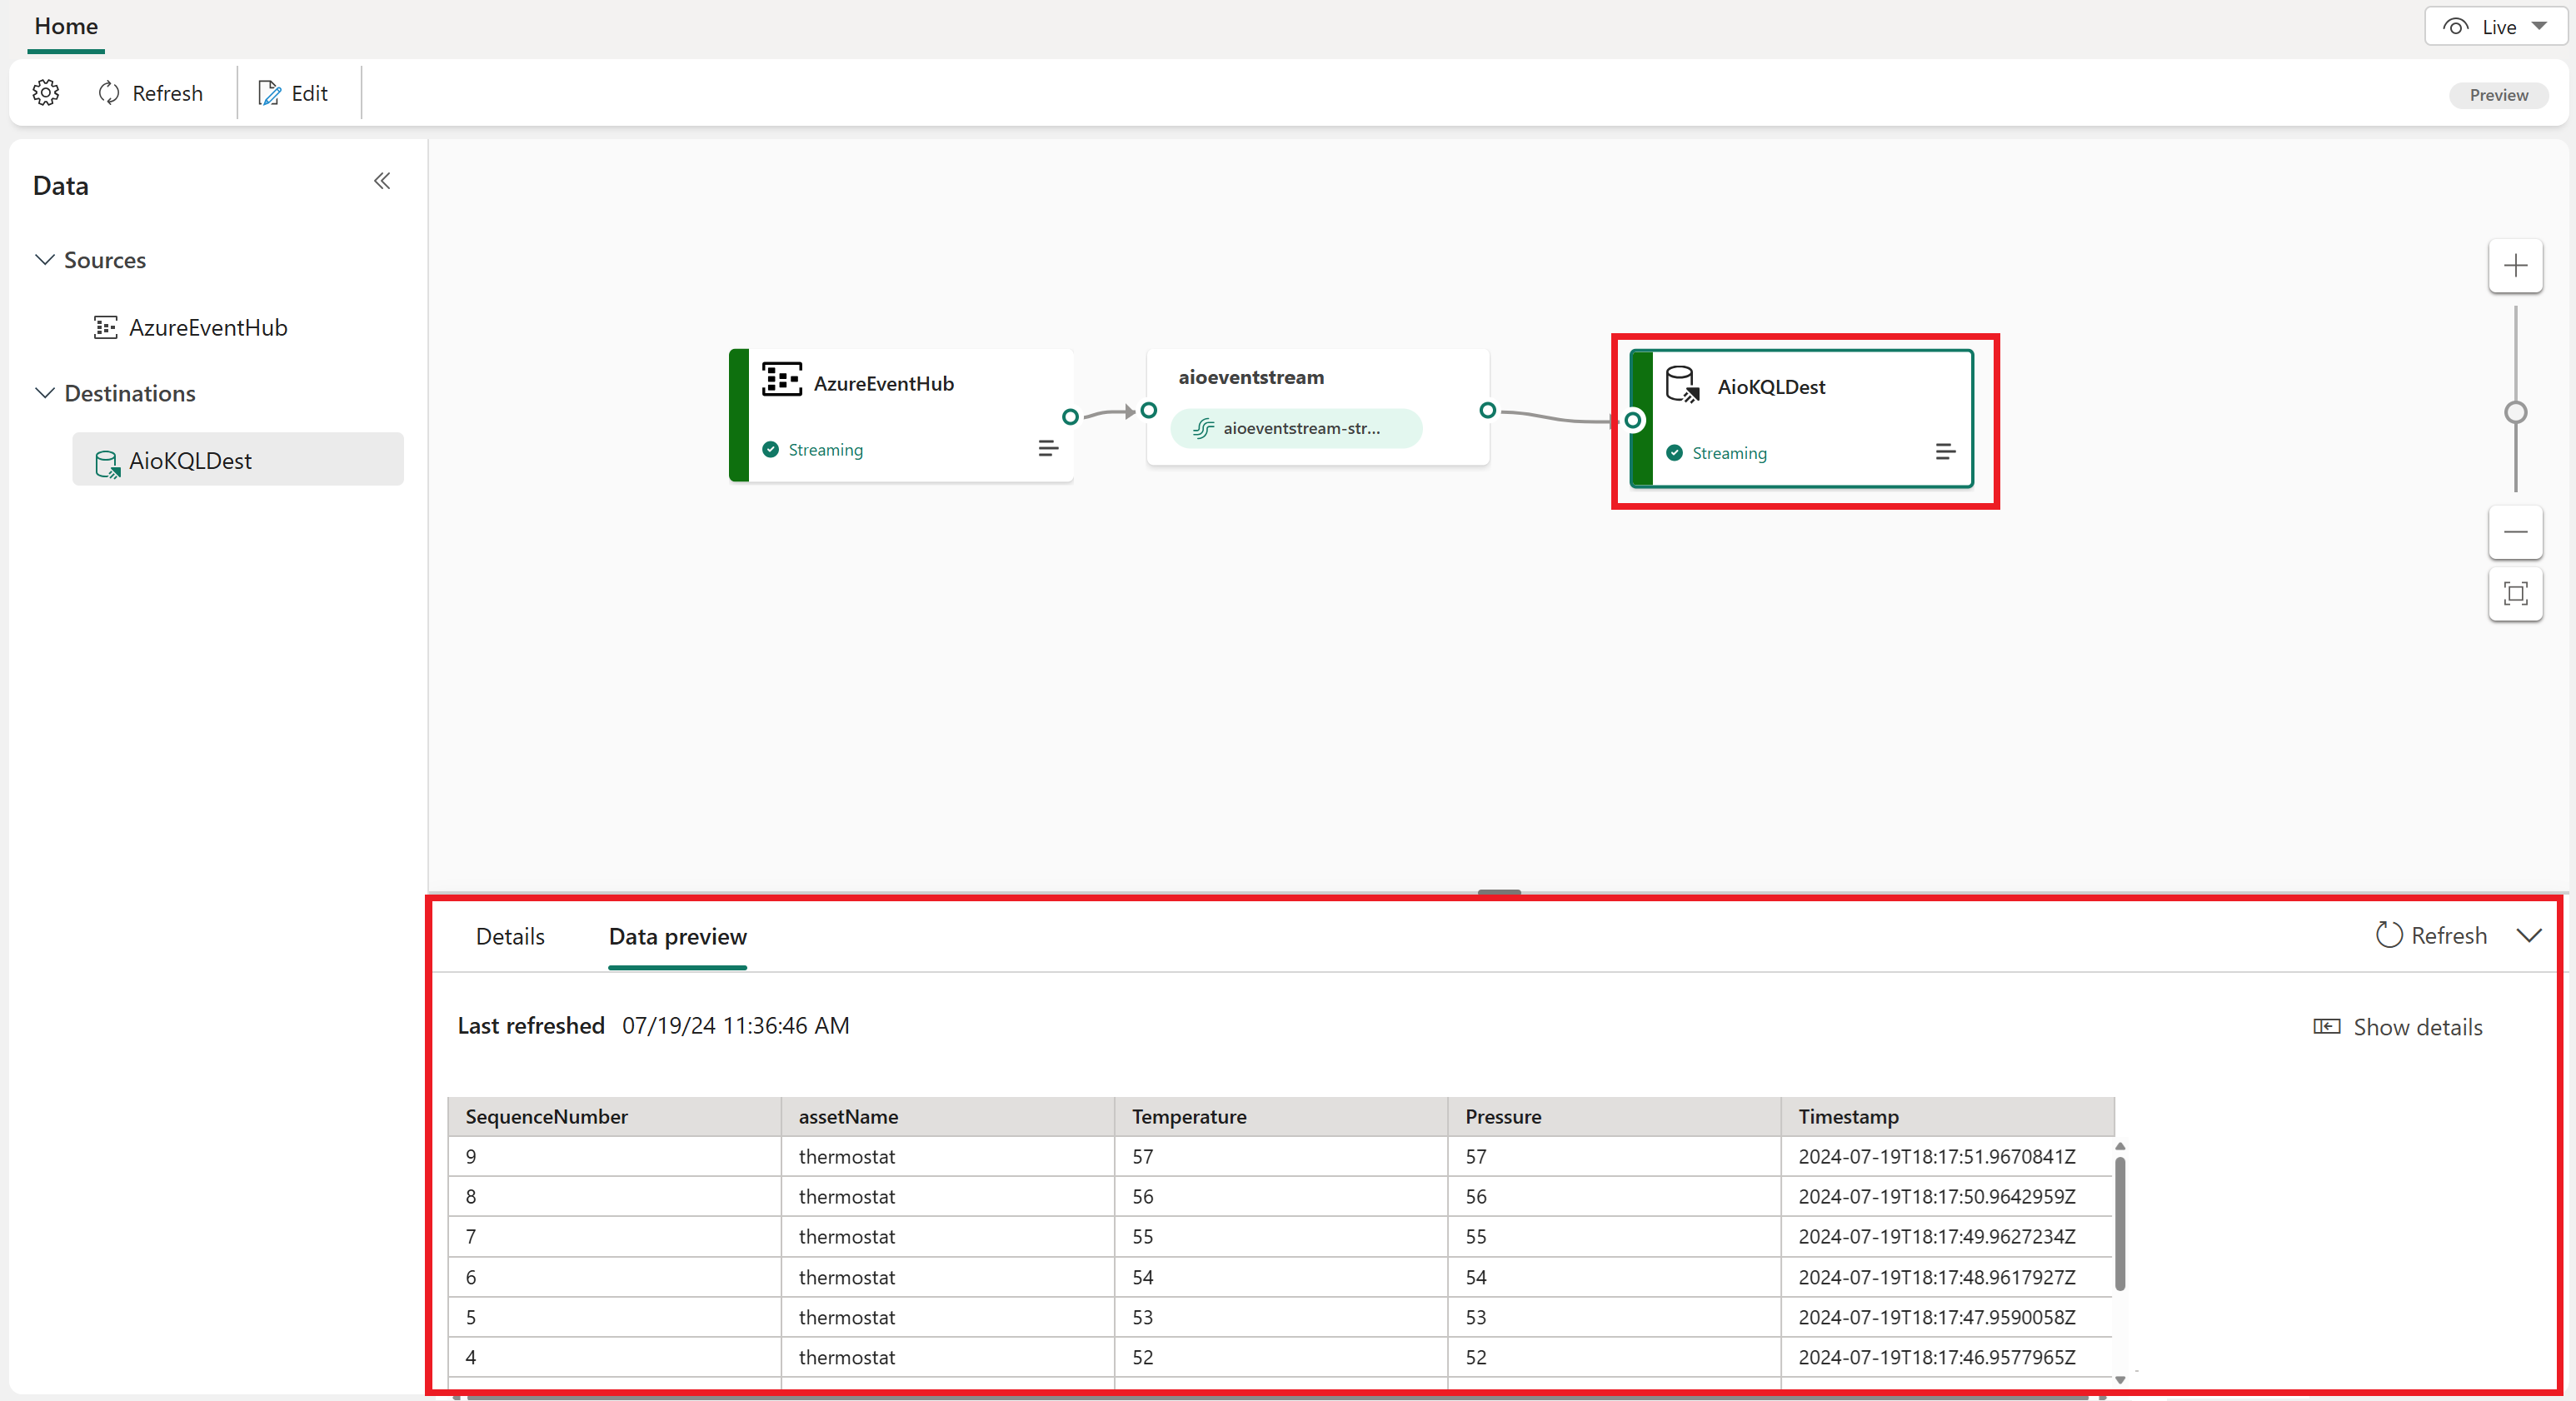 Home
Live
Refresh
Edit
Preview
Data
Sources
AzureEventHub
Destinations
AioKQLDest
AzureEventHub
Streaming
aioeventstream
aioeventstream-str...
AioKQLDest
Streaming
Details Data preview
Refresh
Last refreshed 07/19/24 11:36:46 AM
Show details
SequenceNumber assetName Temperature Pressure Timestamp
9 thermostat 57 57 2024-07-19T18:17:51.9670841Z
8 thermostat 56 56 2024-07-19T18:17:50.9642959Z
7 thermostat 55 55 2024-07-19T18:17:49.9627234Z
6 thermostat 54 54 2024-07-19T18:17:48.9617927Z
5 thermostat 53 53 2024-07-19T18:17:47.9590058Z
4 thermostat 52 52 2024-07-19T18:17:46.9577965Z